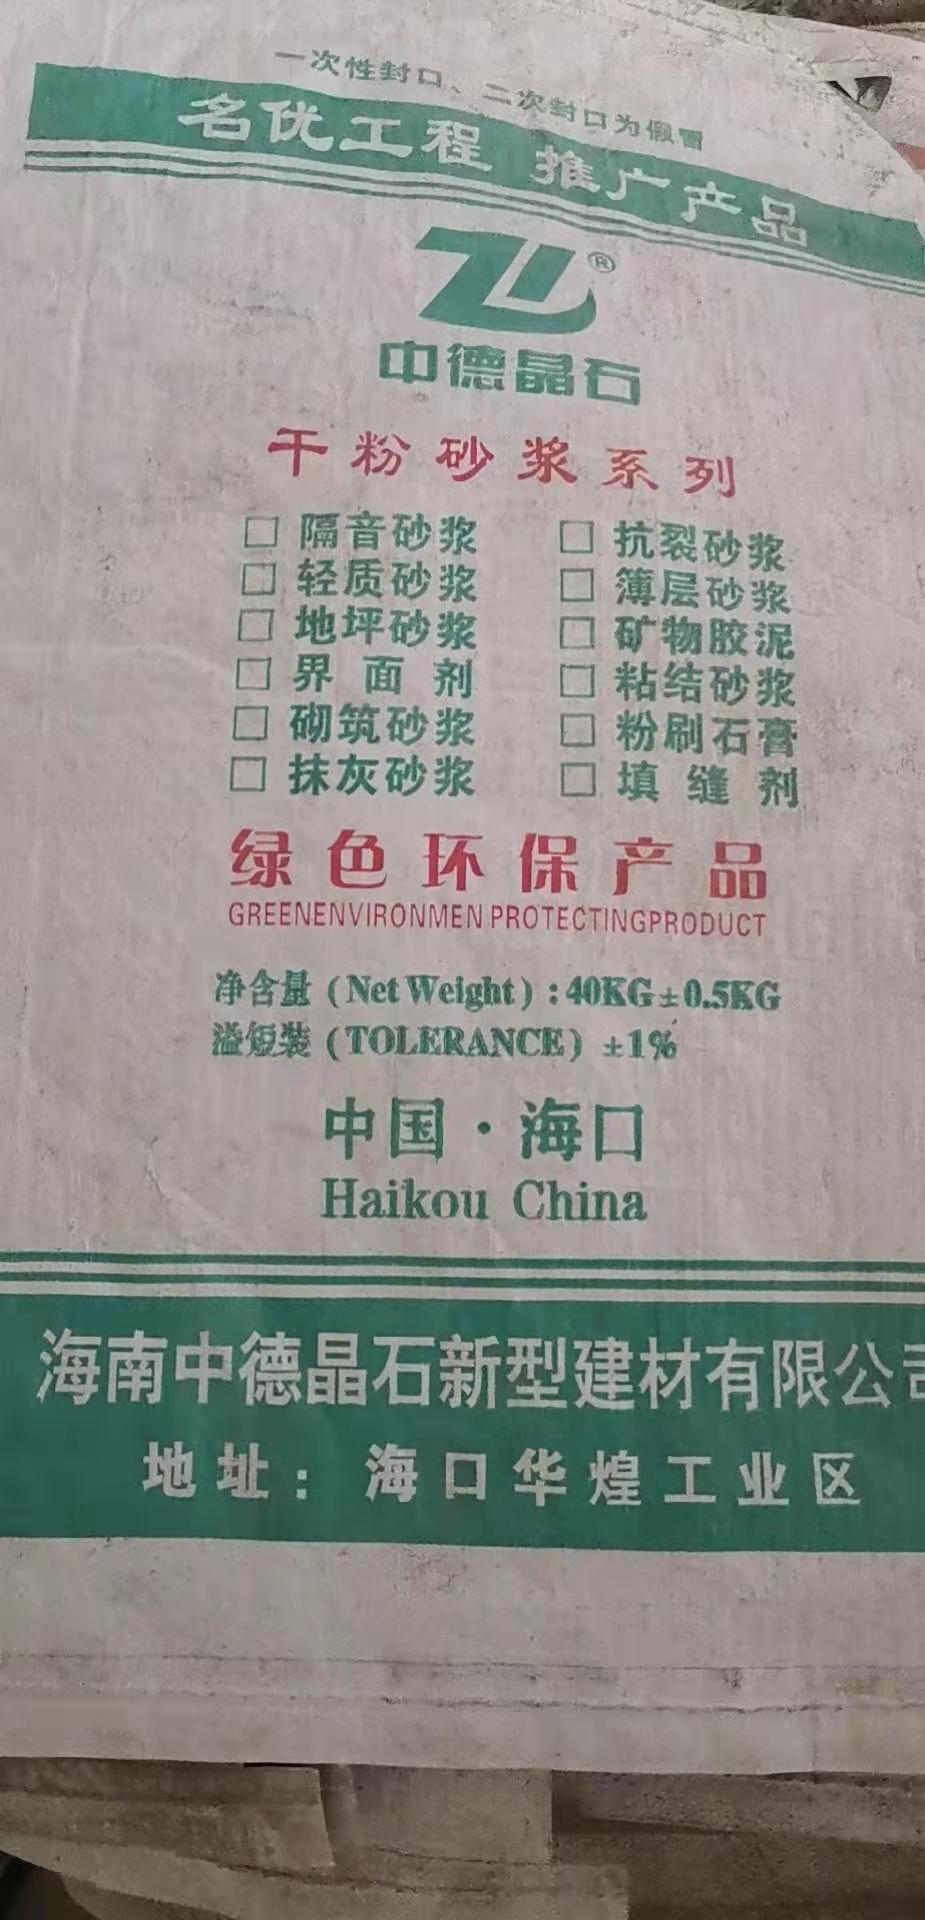 一次性封口、二次封口为假冒
名优工程 推广产品
ZL®
中德晶石
干粉砂浆系列
□ 隔音砂浆 □ 抗裂砂浆
□ 轻质砂浆 □ 薄层砂浆
□ 地坪砂浆 □ 矿物胶泥
□ 界面剂 □ 粘结砂浆
□ 砌筑砂浆 □ 粉刷石膏
□ 抹灰砂浆 □ 填缝剂
绿色环保产品
GREENENVIRONMEN PROTECTINGPRODUCT
净含量 (Net Weight) : 40KG±0.5KG
溢短装 (TOLERANCE) ±1%
中国·海口
Haikou China
海南中德晶石新型建材有限公司
地址：海口华煌工业区